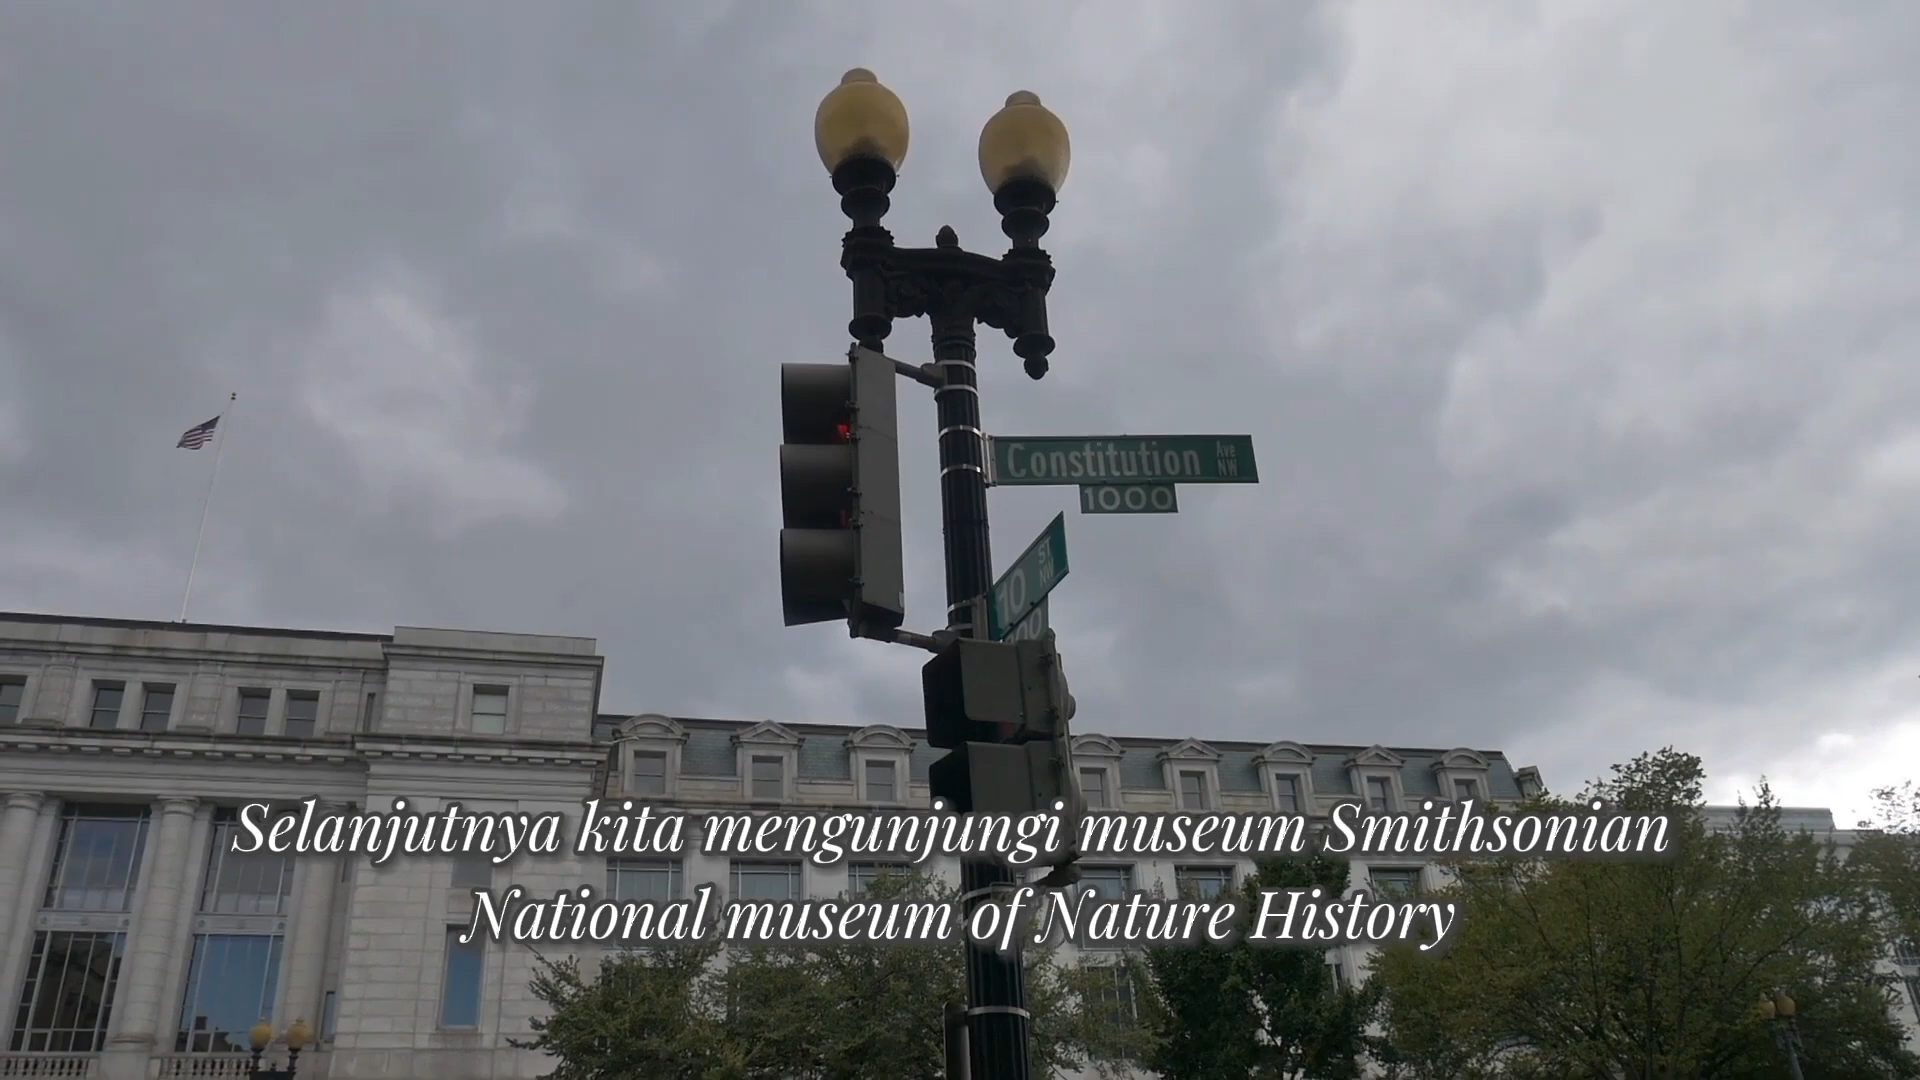 Constitution Ave NW
1000
10 ST NW
Selanjutnya kita mengunjungi museum Smithsonian
National museum of Nature History